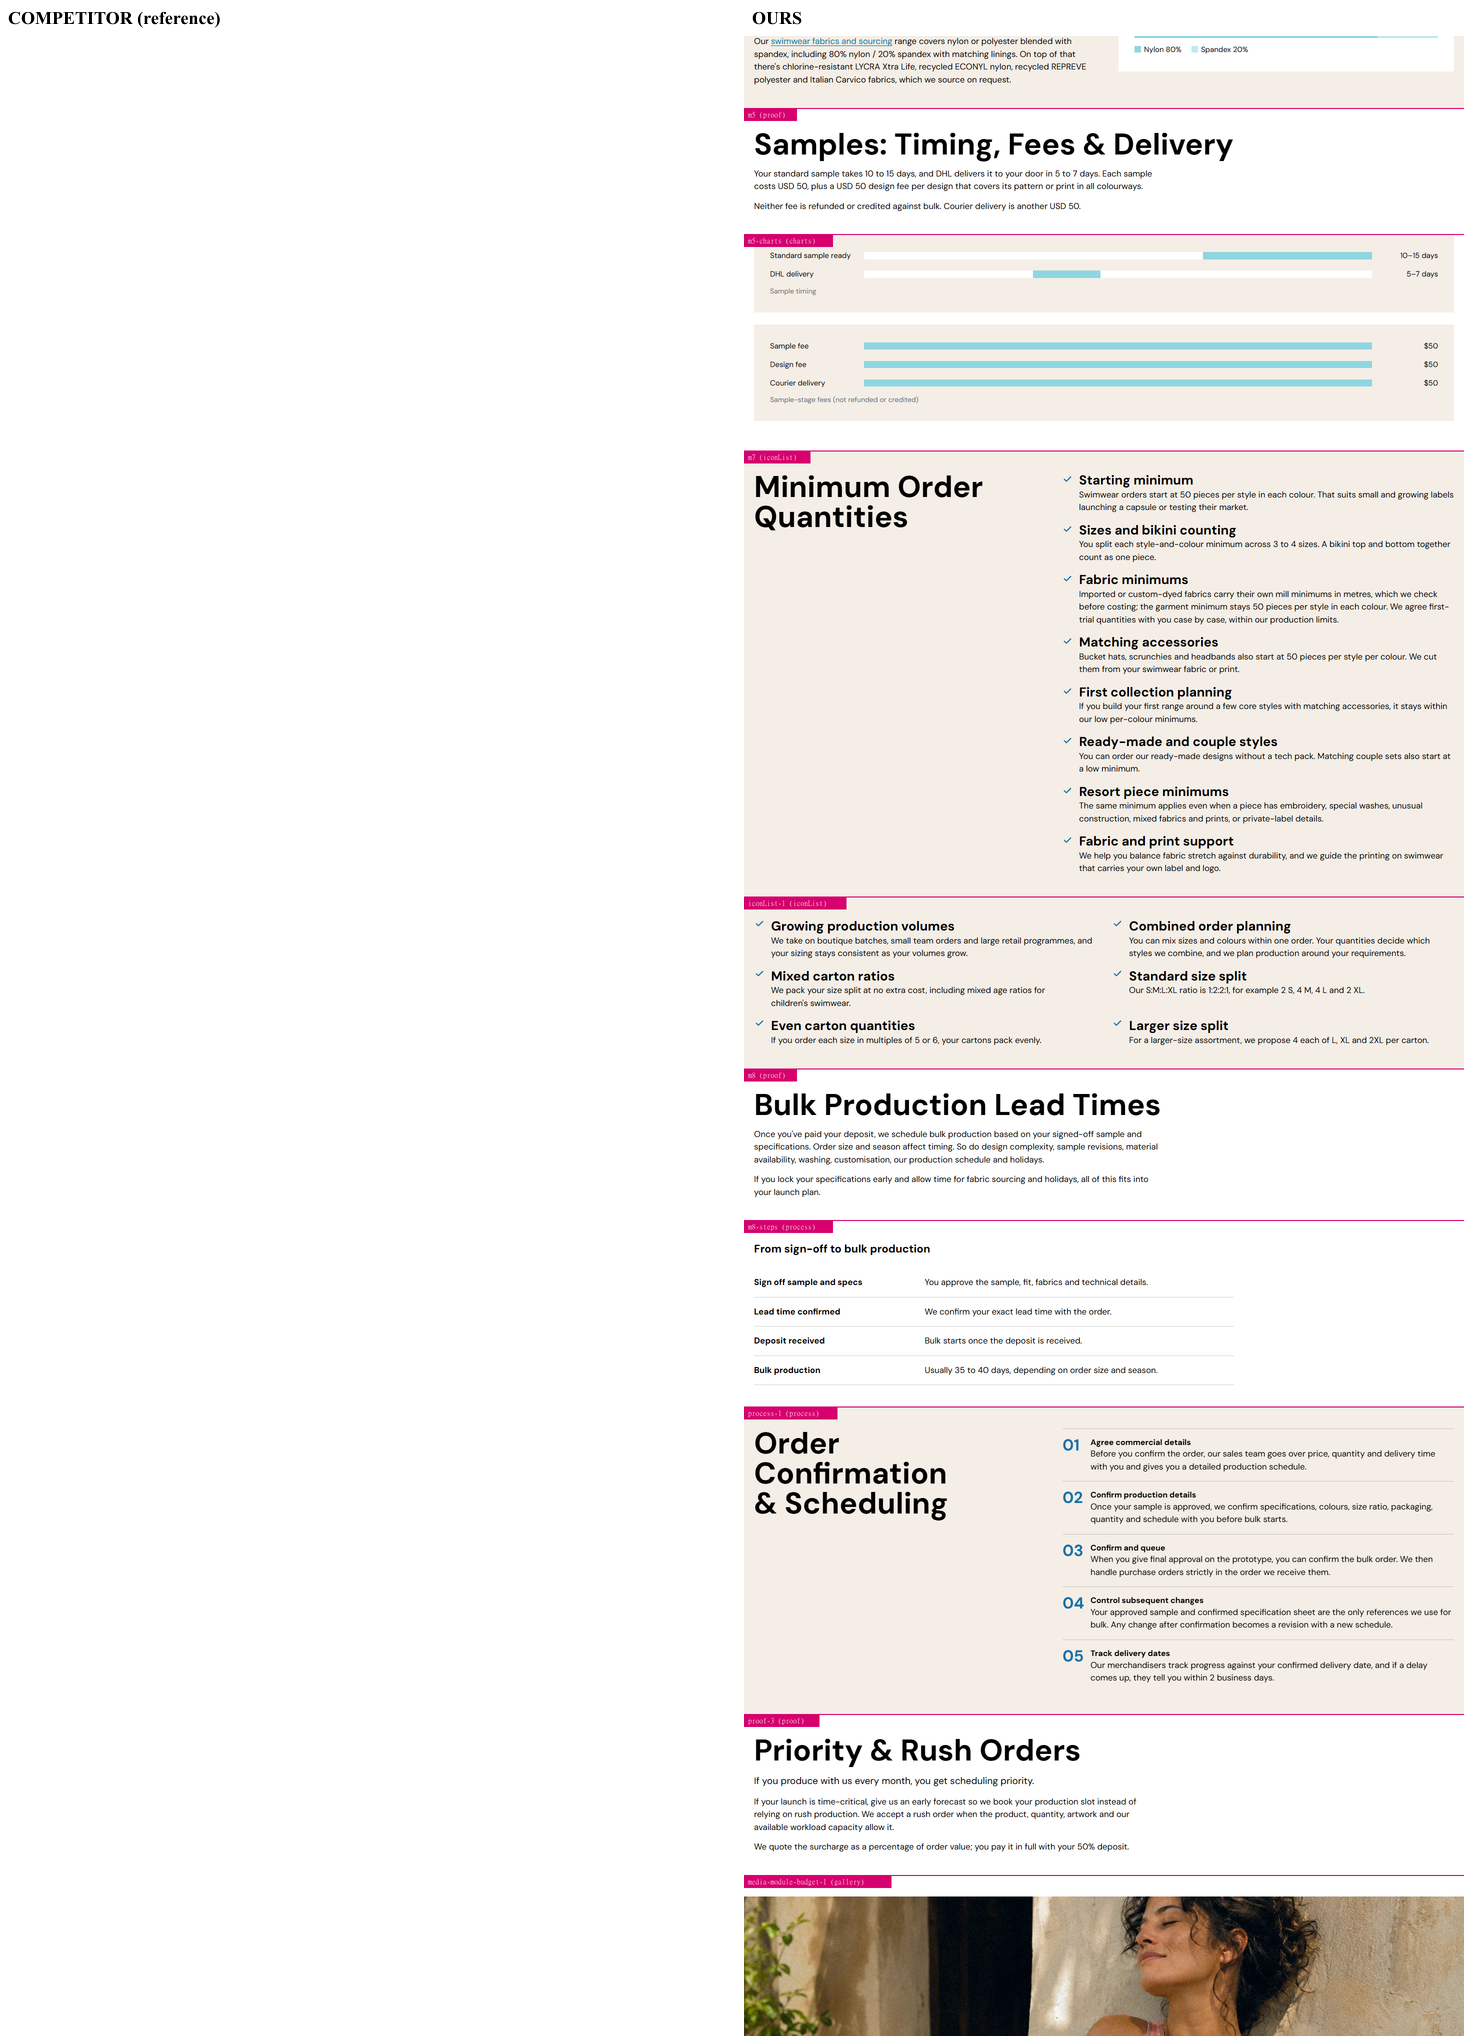 COMPETITOR (reference)
OURS
Our swimwear fabrics and sourcing range covers nylon or polyester blended with
spandex, including 80% nylon / 20% spandex with matching linings. On top of that
there's chlorine-resistant LYCRA Xtra Life, recycled ECONYL nylon, recycled REPREVE
polyester and Italian Carvico fabrics, which we source on request.
Nylon 80% Spandex 20%
m5 (proof)
Samples: Timing, Fees & Delivery
Your standard sample takes 10 to 15 days, and DHL delivers it to your door in 5 to 7 days. Each sample
costs USD 50, plus a USD 50 design fee per design that covers its pattern or print in all colourways.
Neither fee is refunded or credited against bulk. Courier delivery is another USD 50.
m5-charts (charts)
Standard sample ready 10–15 days
DHL delivery 5–7 days
Sample timing
Sample fee $50
Design fee $50
Courier delivery $50
Sample-stage fees (not refunded or credited)
m7 (iconList)
Minimum Order
Quantities
Starting minimum
Swimwear orders start at 50 pieces per style in each colour. That suits small and growing labels
launching a capsule or testing their market.
Sizes and bikini counting
You split each style-and-colour minimum across 3 to 4 sizes. A bikini top and bottom together
count as one piece.
Fabric minimums
Imported or custom-dyed fabrics carry their own mill minimums in metres, which we check
before costing; the garment minimum stays 50 pieces per style in each colour. We agree first-
trial quantities with you case by case, within our production limits.
Matching accessories
Bucket hats, scrunchies and headbands also start at 50 pieces per style per colour. We cut
them from your swimwear fabric or print.
First collection planning
If you build your first range around a few core styles with matching accessories, it stays within
our low per-colour minimums.
Ready-made and couple styles
You can order our ready-made designs without a tech pack. Matching couple sets also start at
a low minimum.
Resort piece minimums
The same minimum applies even when a piece has embroidery, special washes, unusual
construction, mixed fabrics and prints, or private-label details.
Fabric and print support
We help you balance fabric stretch against durability, and we guide the printing on swimwear
that carries your own label and logo.
iconList-1 (iconList)
Growing production volumes
We take on boutique batches, small team orders and large retail programmes, and
your sizing stays consistent as your volumes grow.
Combined order planning
You can mix sizes and colours within one order. Your quantities decide which
styles we combine, and we plan production around your requirements.
Mixed carton ratios
We pack your size split at no extra cost, including mixed age ratios for
children's swimwear.
Standard size split
Our S:M:L:XL ratio is 1:2:2:1, for example 2 S, 4 M, 4 L and 2 XL.
Even carton quantities
If you order each size in multiples of 5 or 6, your cartons pack evenly.
Larger size split
For a larger-size assortment, we propose 4 each of L, XL and 2XL per carton.
m8 (proof)
Bulk Production Lead Times
Once you've paid your deposit, we schedule bulk production based on your signed-off sample and
specifications. Order size and season affect timing. So do design complexity, sample revisions, material
availability, washing, customisation, our production schedule and holidays.
If you lock your specifications early and allow time for fabric sourcing and holidays, all of this fits into
your launch plan.
m8-steps (process)
From sign-off to bulk production
Sign off sample and specs You approve the sample, fit, fabrics and technical details.
Lead time confirmed We confirm your exact lead time with the order.
Deposit received Bulk starts once the deposit is received.
Bulk production Usually 35 to 40 days, depending on order size and season.
process-1 (process)
Order
Confirmation
& Scheduling
01 Agree commercial details
Before you confirm the order, our sales team goes over price, quantity and delivery time
with you and gives you a detailed production schedule.
02 Confirm production details
Once your sample is approved, we confirm specifications, colours, size ratio, packaging,
quantity and schedule with you before bulk starts.
03 Confirm and queue
When you give final approval on the prototype, you can confirm the bulk order. We then
handle purchase orders strictly in the order we receive them.
04 Control subsequent changes
Your approved sample and confirmed specification sheet are the only references we use for
bulk. Any change after confirmation becomes a revision with a new schedule.
05 Track delivery dates
Our merchandisers track progress against your confirmed delivery date, and if a delay
comes up, they tell you within 2 business days.
proof-3 (proof)
Priority & Rush Orders
If you produce with us every month, you get scheduling priority.
If your launch is time-critical, give us an early forecast so we book your production slot instead of
relying on rush production. We accept a rush order when the product, quantity, artwork and our
available workload capacity allow it.
We quote the surcharge as a percentage of order value; you pay it in full with your 50% deposit.
media-module-budget-1 (gallery)